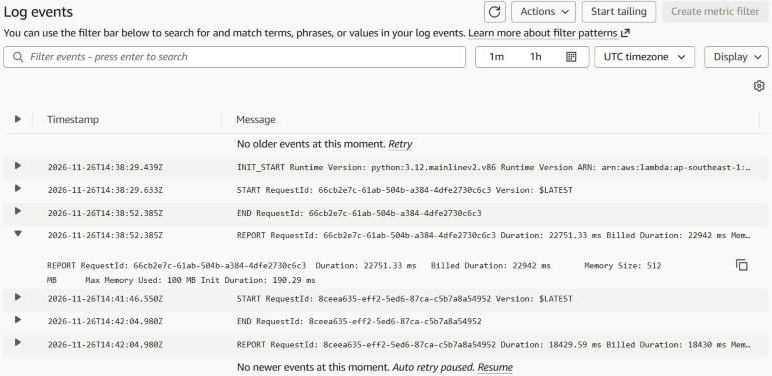 Log events
Actions
Start tailing
Create metric filter
You can use the filter bar below to search for and match terms, phrases, or values in your log events. Learn more about filter patterns
Filter events - press enter to search
1m 1h
UTC timezone
Display
Timestamp Message
No older events at this moment. Retry
2026-11-26T14:38:29.439Z INIT_START Runtime Version: python:3.12.mainlinev2.v86 Runtime Version ARN: arn:aws:lambda:ap-southeast-1:…
2026-11-26T14:38:29.633Z START RequestId: 66cb2e7c-61ab-504b-a384-4dfe2730c6c3 Version: $LATEST
2026-11-26T14:38:52.385Z END RequestId: 66cb2e7c-61ab-504b-a384-4dfe2730c6c3
2026-11-26T14:38:52.385Z REPORT RequestId: 66cb2e7c-61ab-504b-a384-4dfe2730c6c3 Duration: 22751.33 ms Billed Duration: 22942 ms Mem…
REPORT RequestId: 66cb2e7c-61ab-504b-a384-4dfe2730c6c3 Duration: 22751.33 ms Billed Duration: 22942 ms Memory Size: 512
MB Max Memory Used: 100 MB Init Duration: 190.29 ms
2026-11-26T14:41:46.550Z START RequestId: 8ceea635-eff2-5ed6-87ca-c5b7a8a54952 Version: $LATEST
2026-11-26T14:42:04.980Z END RequestId: 8ceea635-eff2-5ed6-87ca-c5b7a8a54952
2026-11-26T14:42:04.980Z REPORT RequestId: 8ceea635-eff2-5ed6-87ca-c5b7a8a54952 Duration: 18429.59 ms Billed Duration: 18430 ms Mem…
No newer events at this moment. Auto retry paused. Resume